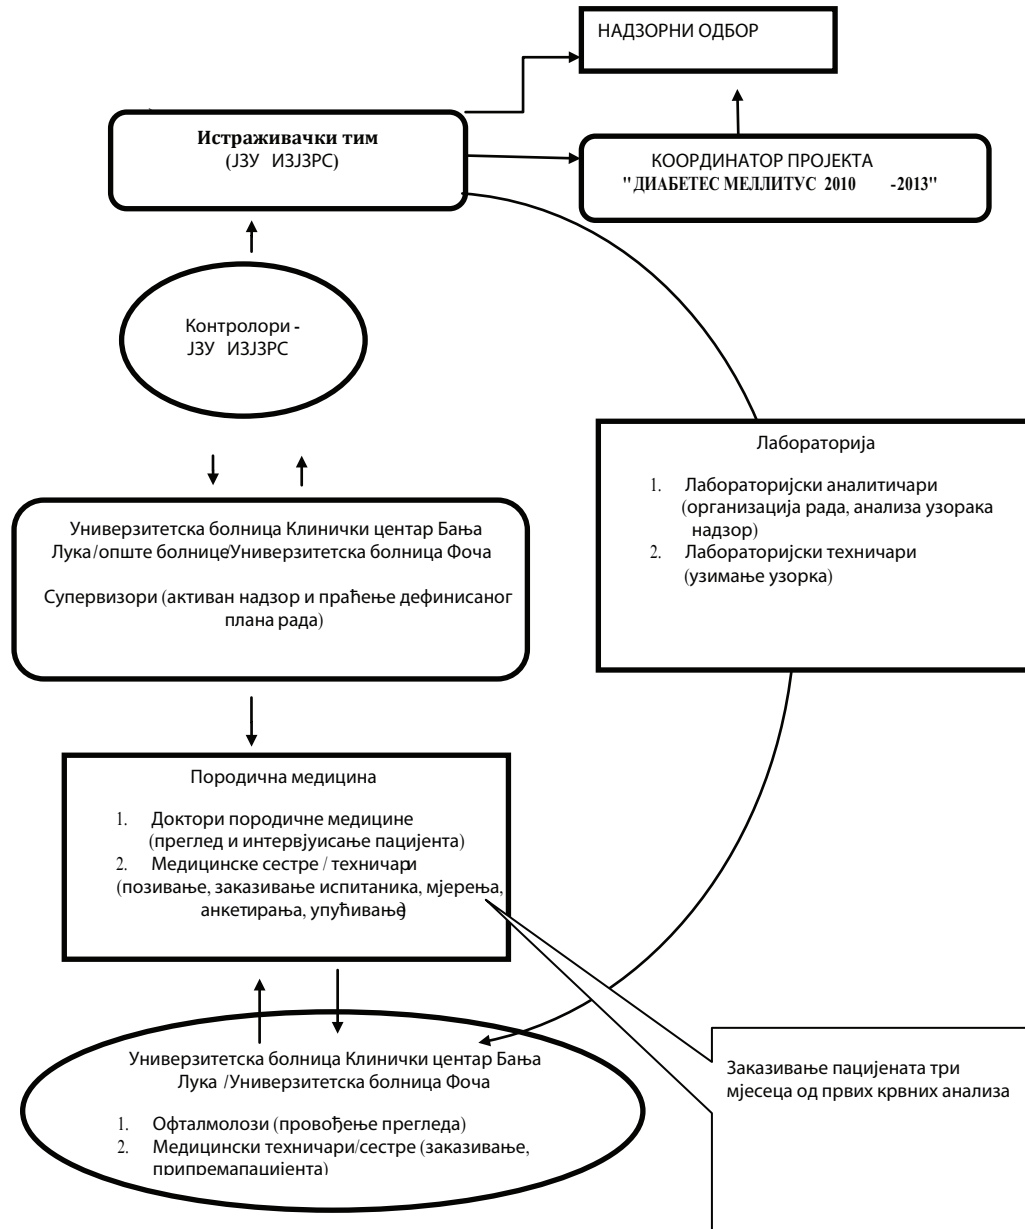 НАДЗОРНИ ОДБОР
Истраживачки тим
(ЈЗУ ИЗЈЗРС)
КООРДИНАТОР ПРОЈЕКТА
"ДИАБЕТЕС МЕЛЛИТУС 2010 -2013"
Контролори -
ЈЗУ ИЗЈЗРС
Лабораторија
1. Лабораторијски аналитичари
(организација рада, анализа узорака
надзор)
2. Лабораторијски техничари
(узимање узорка)
Универзитетска болница Клинички центар Бања
Лука/опште болнице/Универзитетска болница Фоча
Супервизори (активан надзор и праћење дефинисаног
плана рада)
Породична медицина
1. Доктори породичне медицине
(преглед и интервјуисање пацијента)
2. Медицинске сестре / техничари
(позивање, заказивање испитаника, мјерења,
анкетирања, упућивање)
Универзитетска болница Клинички центар Бања
Лука /Универзитетска болница Фоча
1. Офталмолози (провођење прегледа)
2. Медицински техничари/сестре (заказивање,
припремапацијента)
Заказивање пацијената три
мјесеца од првих крвних анализа